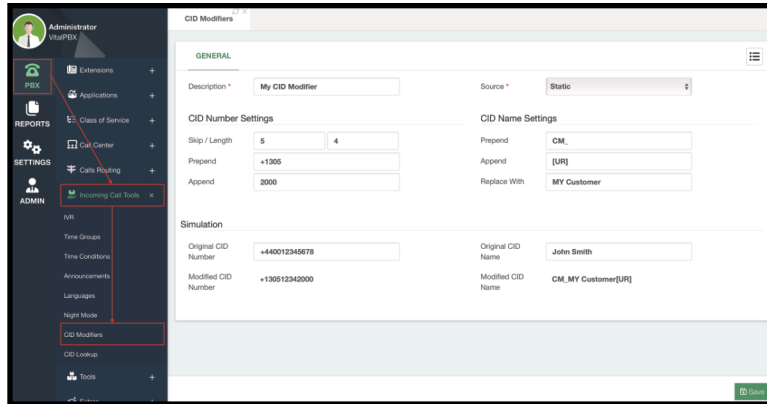 Administrator
VitalPBX
PBX
REPORTS
SETTINGS
ADMIN
Extensions +
Applications +
Class of Service +
Call Center +
Calls Routing +
Incoming Call Tools ×
IVR
Time Groups
Time Conditions
Announcements
Languages
Night Mode
CID Modifiers
CID Lookup
Tools +
CID Modifiers
GENERAL
Description * My CID Modifier Source * Static
CID Number Settings CID Name Settings
Skip / Length 5 4 Prepend CM_
Prepend +1305 Append [UR]
Append 2000 Replace With MY Customer
Simulation
Original CID Number +440012345678 Original CID Name John Smith
Modified CID Number +130512342000 Modified CID Name CM_MY Customer[UR]
Save